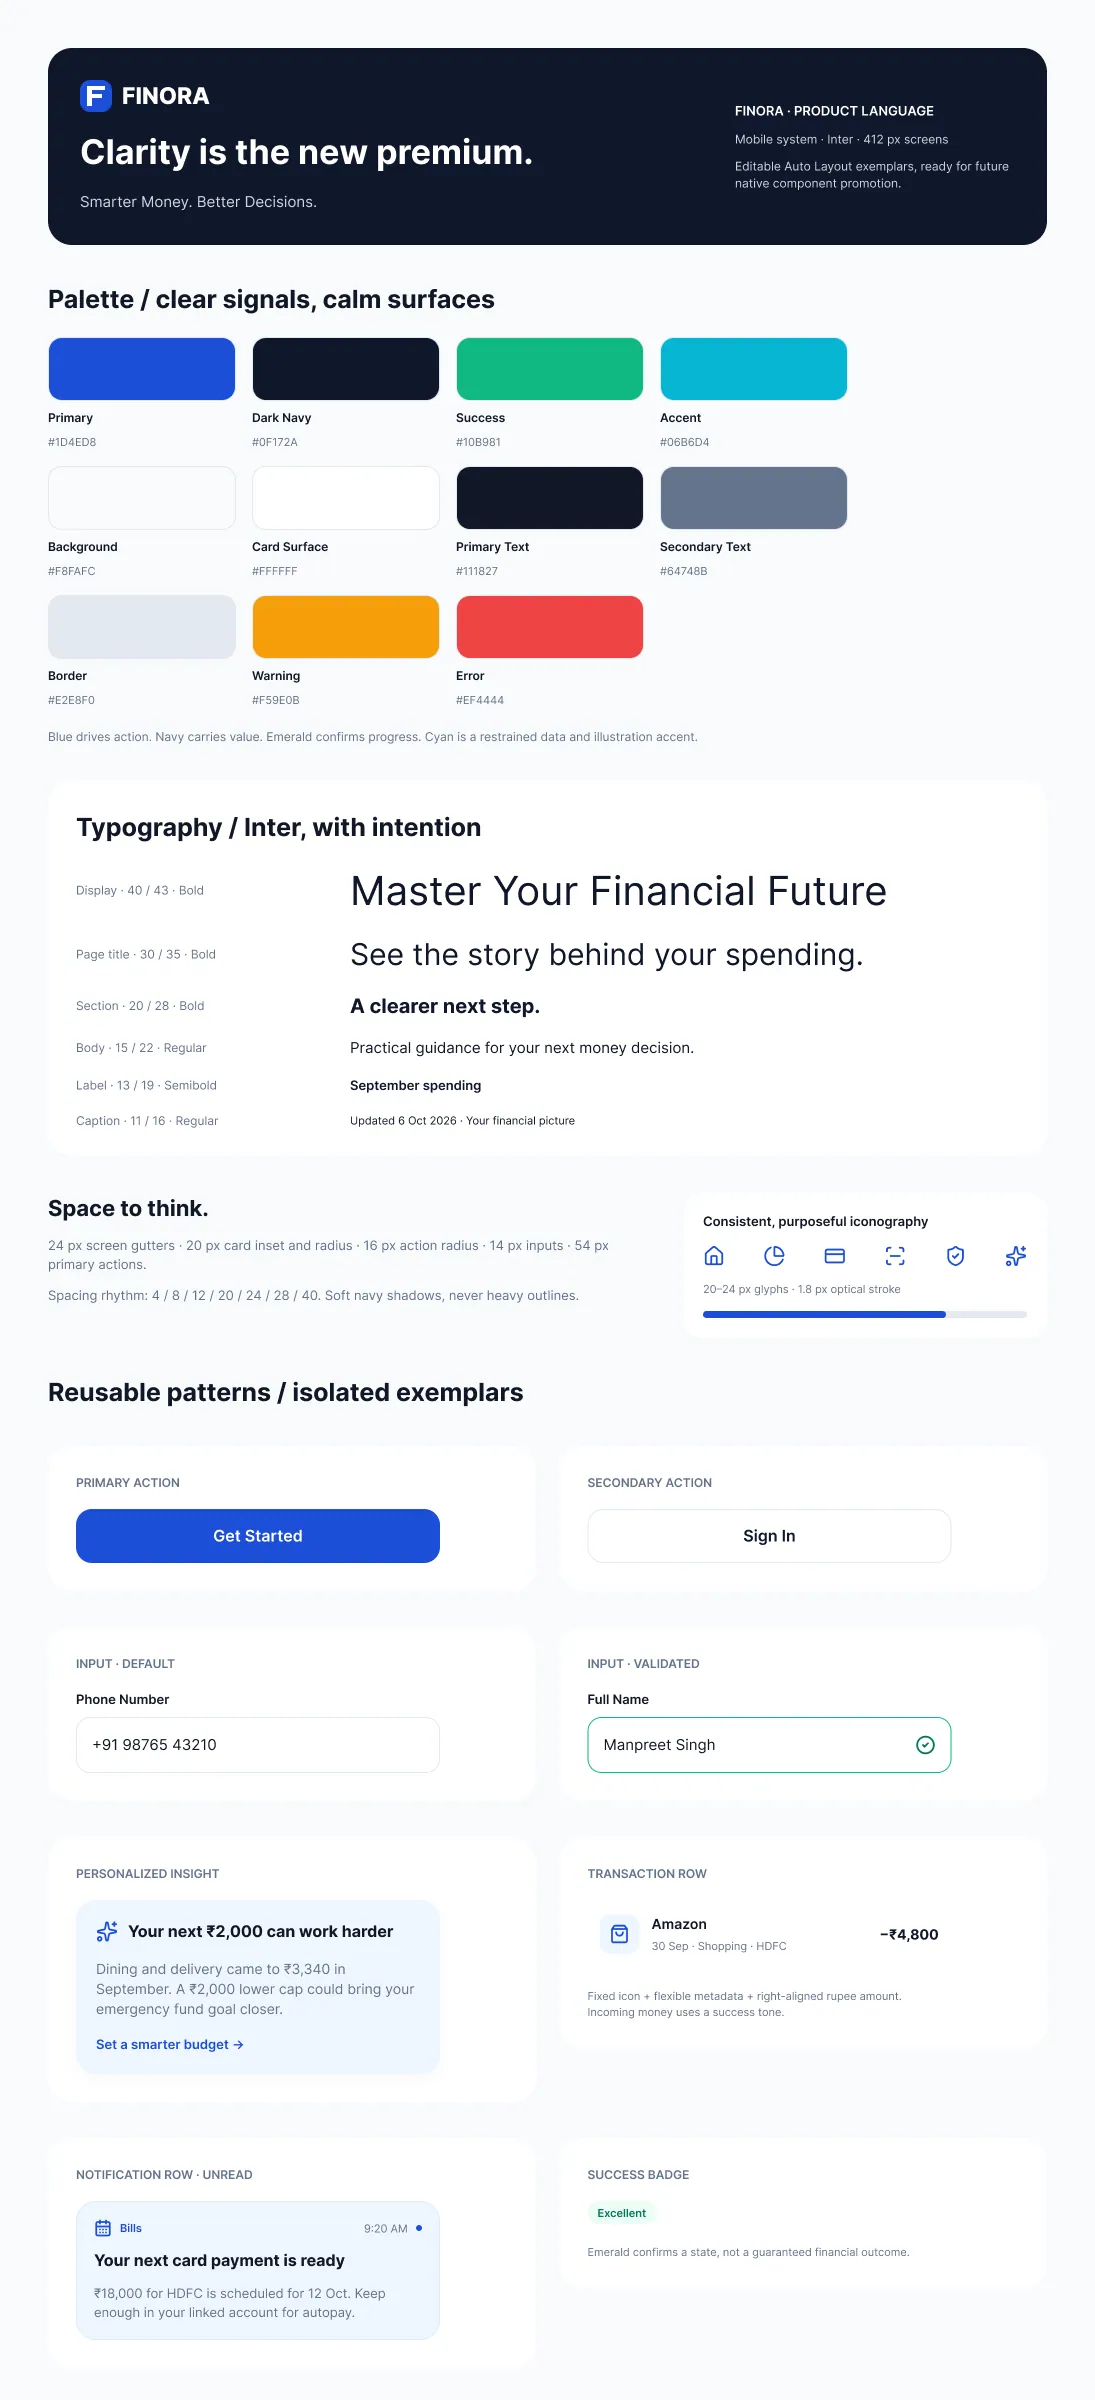 FINORA
Clarity is the new premium.
Smarter Money. Better Decisions.
FINORA · PRODUCT LANGUAGE
Mobile system · Inter · 412 px screens
Editable Auto Layout exemplars, ready for future
native component promotion.
Palette / clear signals, calm surfaces
Primary
#1D4ED8
Dark Navy
#0F172A
Success
#10B981
Accent
#06B6D4
Background
#F8FAFC
Card Surface
#FFFFFF
Primary Text
#111827
Secondary Text
#64748B
Border
#E2E8F0
Warning
#F59E0B
Error
#EF4444
Blue drives action. Navy carries value. Emerald confirms progress. Cyan is a restrained data and illustration accent.
Typography / Inter, with intention
Display · 40 / 43 · Bold
Master Your Financial Future
Page title · 30 / 35 · Bold
See the story behind your spending.
Section · 20 / 28 · Bold
A clearer next step.
Body · 15 / 22 · Regular
Practical guidance for your next money decision.
Label · 13 / 19 · Semibold
September spending
Caption · 11 / 16 · Regular
Updated 6 Oct 2026 · Your financial picture
Space to think.
24 px screen gutters · 20 px card inset and radius · 16 px action radius · 14 px inputs · 54 px
primary actions.
Spacing rhythm: 4 / 8 / 12 / 20 / 24 / 28 / 40. Soft navy shadows, never heavy outlines.
Consistent, purposeful iconography
20–24 px glyphs · 1.8 px optical stroke
Reusable patterns / isolated exemplars
PRIMARY ACTION
Get Started
SECONDARY ACTION
Sign In
INPUT · DEFAULT
Phone Number
+91 98765 43210
INPUT · VALIDATED
Full Name
Manpreet Singh
PERSONALIZED INSIGHT
Your next ₹2,000 can work harder
Dining and delivery came to ₹3,340 in
September. A ₹2,000 lower cap could bring your
emergency fund goal closer.
Set a smarter budget →
TRANSACTION ROW
Amazon
30 Sep · Shopping · HDFC
−₹4,800
Fixed icon + flexible metadata + right-aligned rupee amount.
Incoming money uses a success tone.
NOTIFICATION ROW · UNREAD
Bills
9:20 AM
Your next card payment is ready
₹18,000 for HDFC is scheduled for 12 Oct. Keep
enough in your linked account for autopay.
SUCCESS BADGE
Excellent
Emerald confirms a state, not a guaranteed financial outcome.